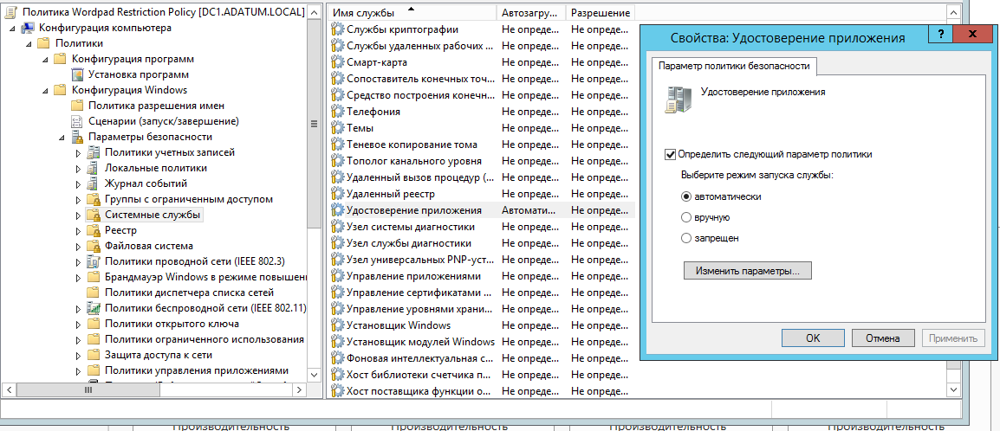 Политика Wordpad Restriction Policy [DC1.ADATUM.LOCAL]
Конфигурация компьютера
Политики
Конфигурация программ
Установка программ
Конфигурация Windows
Политика разрешения имен
Сценарии (запуск/завершение)
Параметры безопасности
Политики учетных записей
Локальные политики
Журнал событий
Группы с ограниченным доступом
Системные службы
Реестр
Файловая система
Политики проводной сети (IEEE 802.3)
Брандмауэр Windows в режиме повышен
Политики диспетчера списка сетей
Политики беспроводной сети (IEEE 802.11)
Политики открытого ключа
Политики ограниченного использования
Защита доступа к сети
Политики управления приложениями
Имя службы Автозагру... Разрешение
Службы криптографии Не опреде... Не опреде...
Службы удаленных рабочих ... Не опреде... Не опреде...
Смарт-карта Не опреде... Не опреде...
Сопоставитель конечных точ... Не опреде... Не опреде...
Средство построения конечн... Не опреде... Не опреде...
Телефония Не опреде... Не опреде...
Темы Не опреде... Не опреде...
Теневое копирование тома Не опреде... Не опреде...
Тополог канального уровня Не опреде... Не опреде...
Удаленный вызов процедур (... Не опреде... Не опреде...
Удаленный реестр Не опреде... Не опреде...
Удостоверение приложения Автомати... Не опреде...
Узел системы диагностики Не опреде... Не опреде...
Узел службы диагностики Не опреде... Не опреде...
Узел универсальных PNP-уст... Не опреде... Не опреде...
Управление приложениями Не опреде... Не опреде...
Управление сертификатами ... Не опреде... Не опреде...
Управление уровнями храни... Не опреде... Не опреде...
Установщик Windows Не опреде... Не опреде...
Установщик модулей Windows Не опреде... Не опреде...
Фоновая интеллектуальная с... Не опреде... Не опреде...
Хост библиотеки счетчика п... Не опреде... Не опреде...
Хост поставщика функции о... Не опреде... Не опреде...
Свойства: Удостоверение приложения ? x
Параметр политики безопасности
Удостоверение приложения
Определить следующий параметр политики
Выберите режим запуска службы:
автоматически
вручную
запрещен
Изменить параметры...
OK Отмена Применить
Производительность Производительность Производительность Производительность